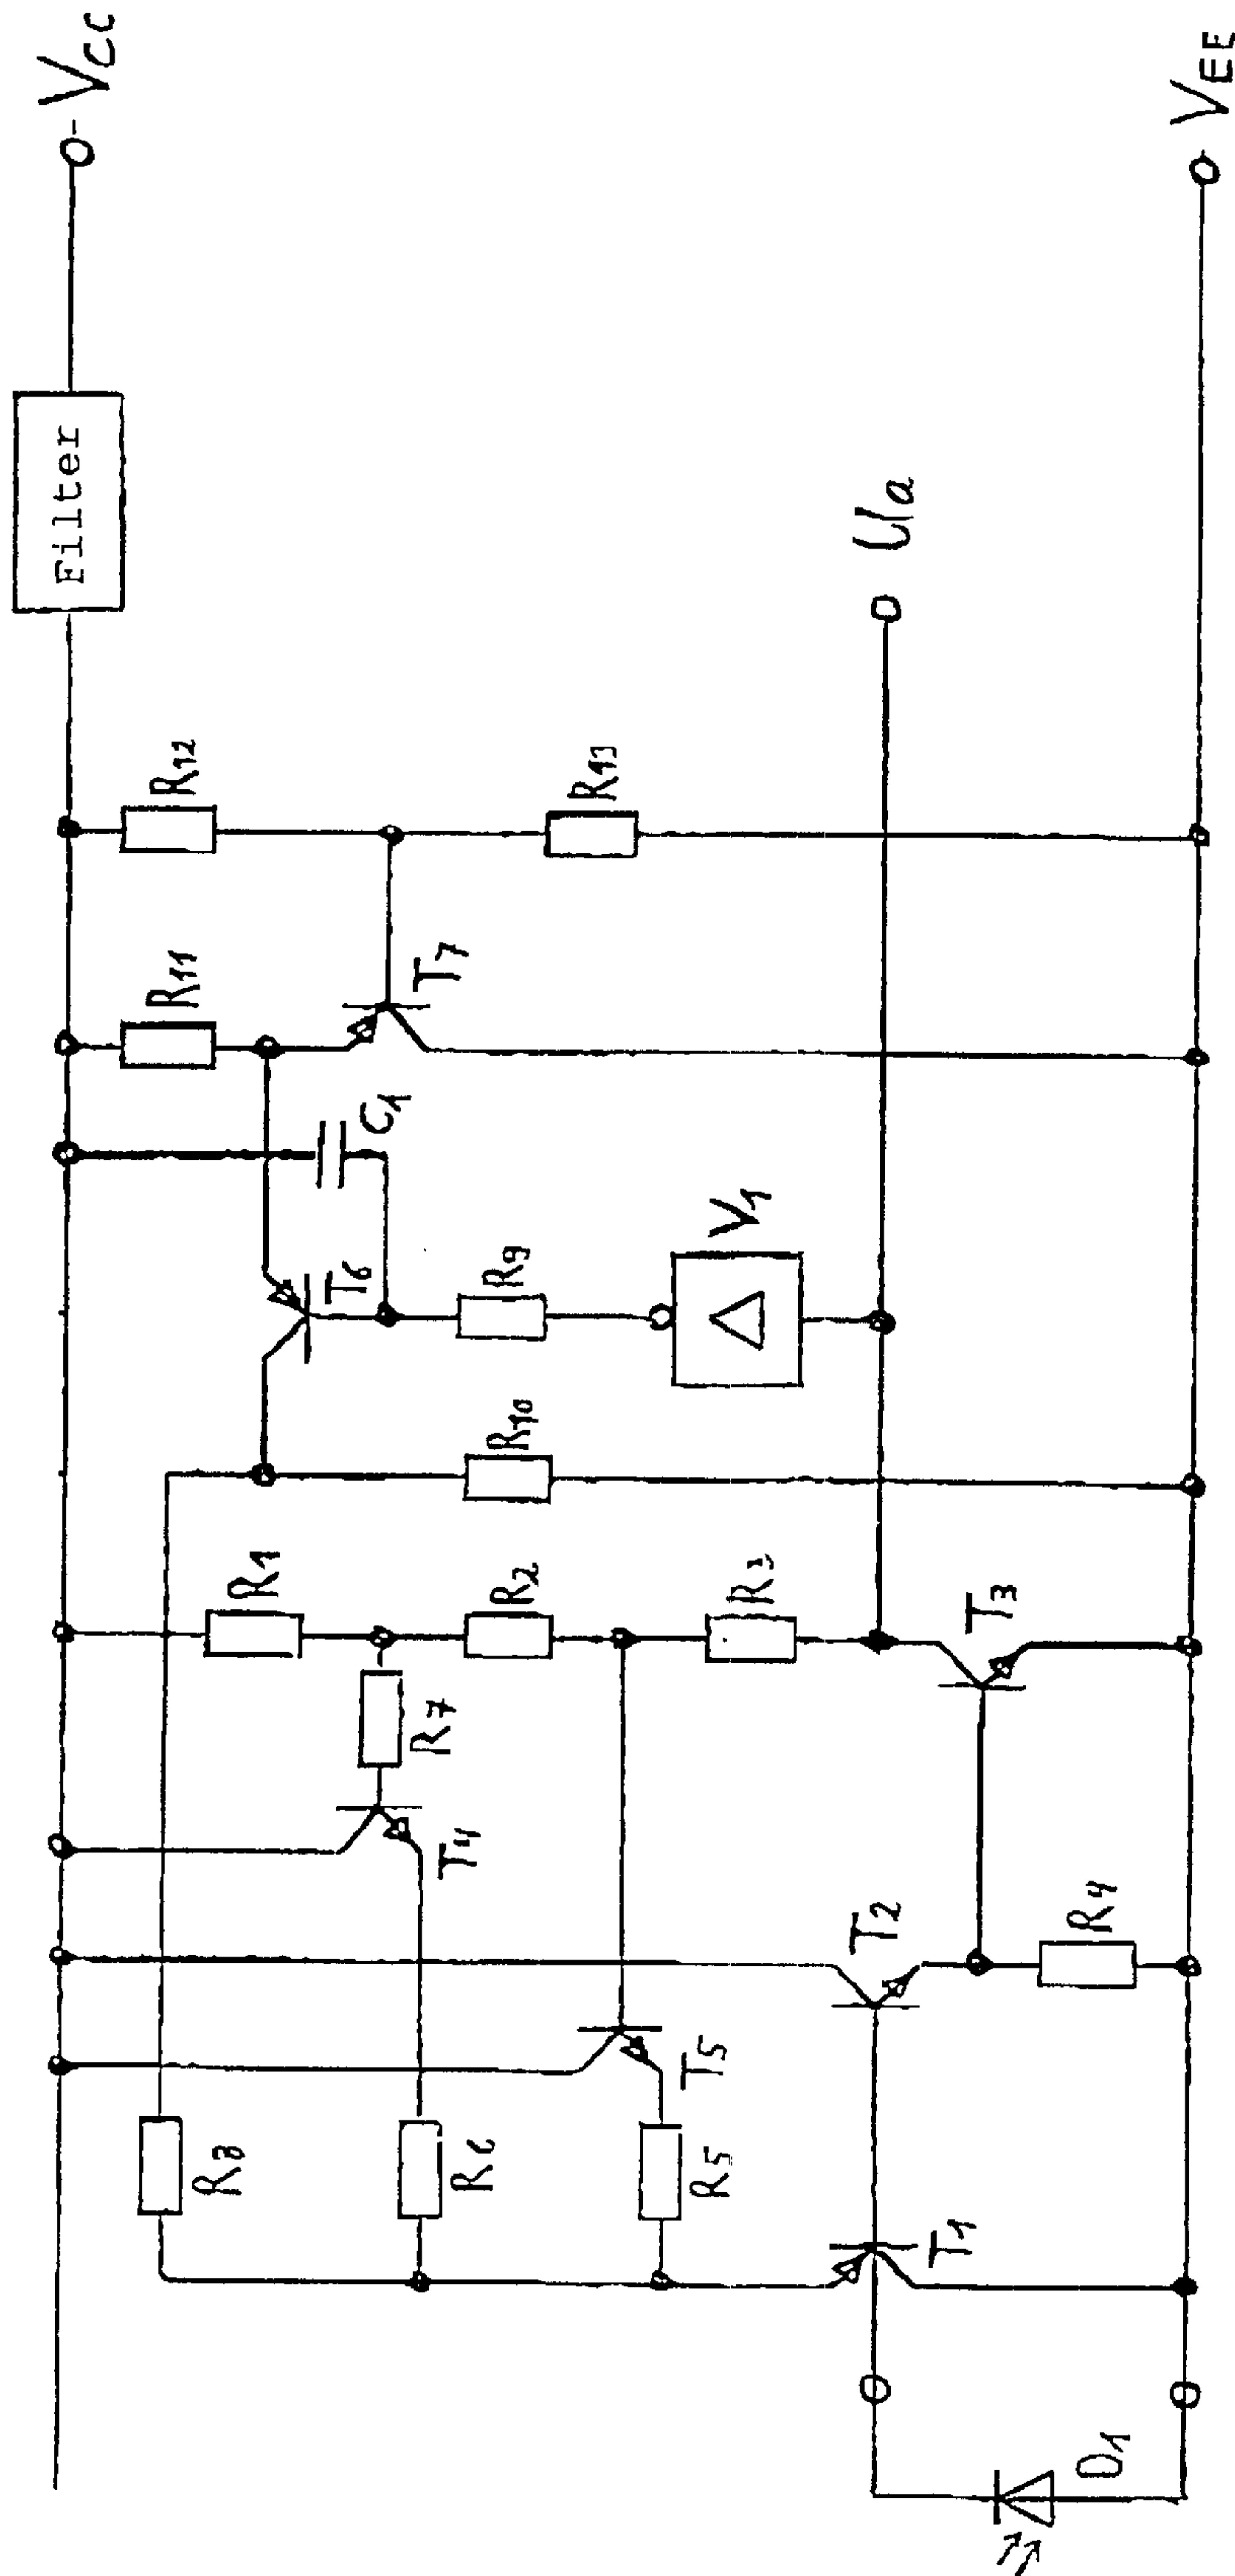 VCC
VEE
Filter
Ua
R12
R13
R11
T7
C1
T6
R9
V1
R10
R1
R2
R3
T3
R7
T4
T2
R4
T5
R8
R6
R5
T1
D1